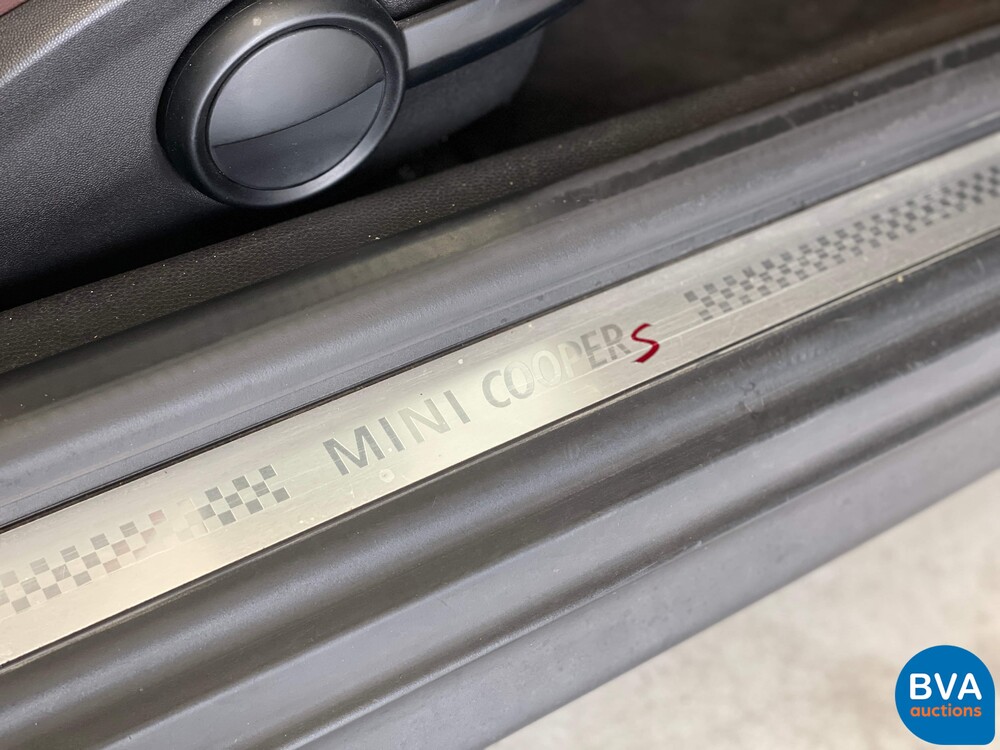 MINI COOPER S
BVA
auctions